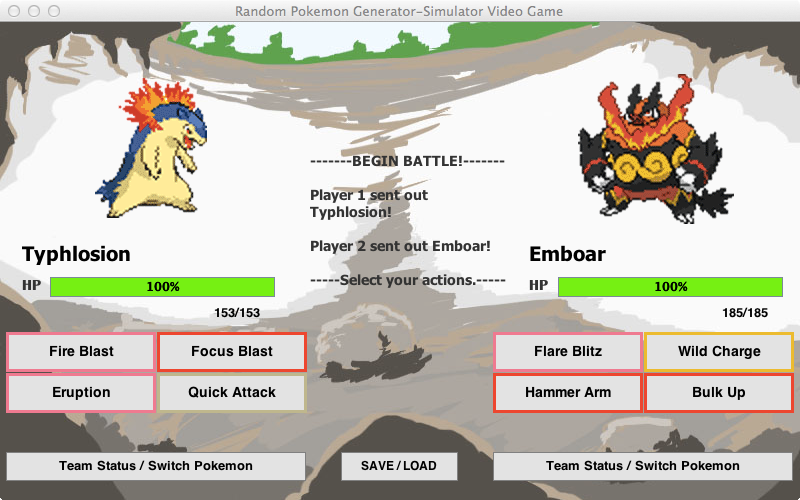 Random Pokemon Generator-Simulator Video Game
-------BEGIN BATTLE!-------
Player 1 sent out
Typhlosion!
Player 2 sent out Emboar!
-----Select your actions.-----
Typhlosion
HP 100%
153/153
Emboar
HP 100%
185/185
Fire Blast
Focus Blast
Eruption
Quick Attack
Flare Blitz
Wild Charge
Hammer Arm
Bulk Up
Team Status / Switch Pokemon
SAVE / LOAD
Team Status / Switch Pokemon